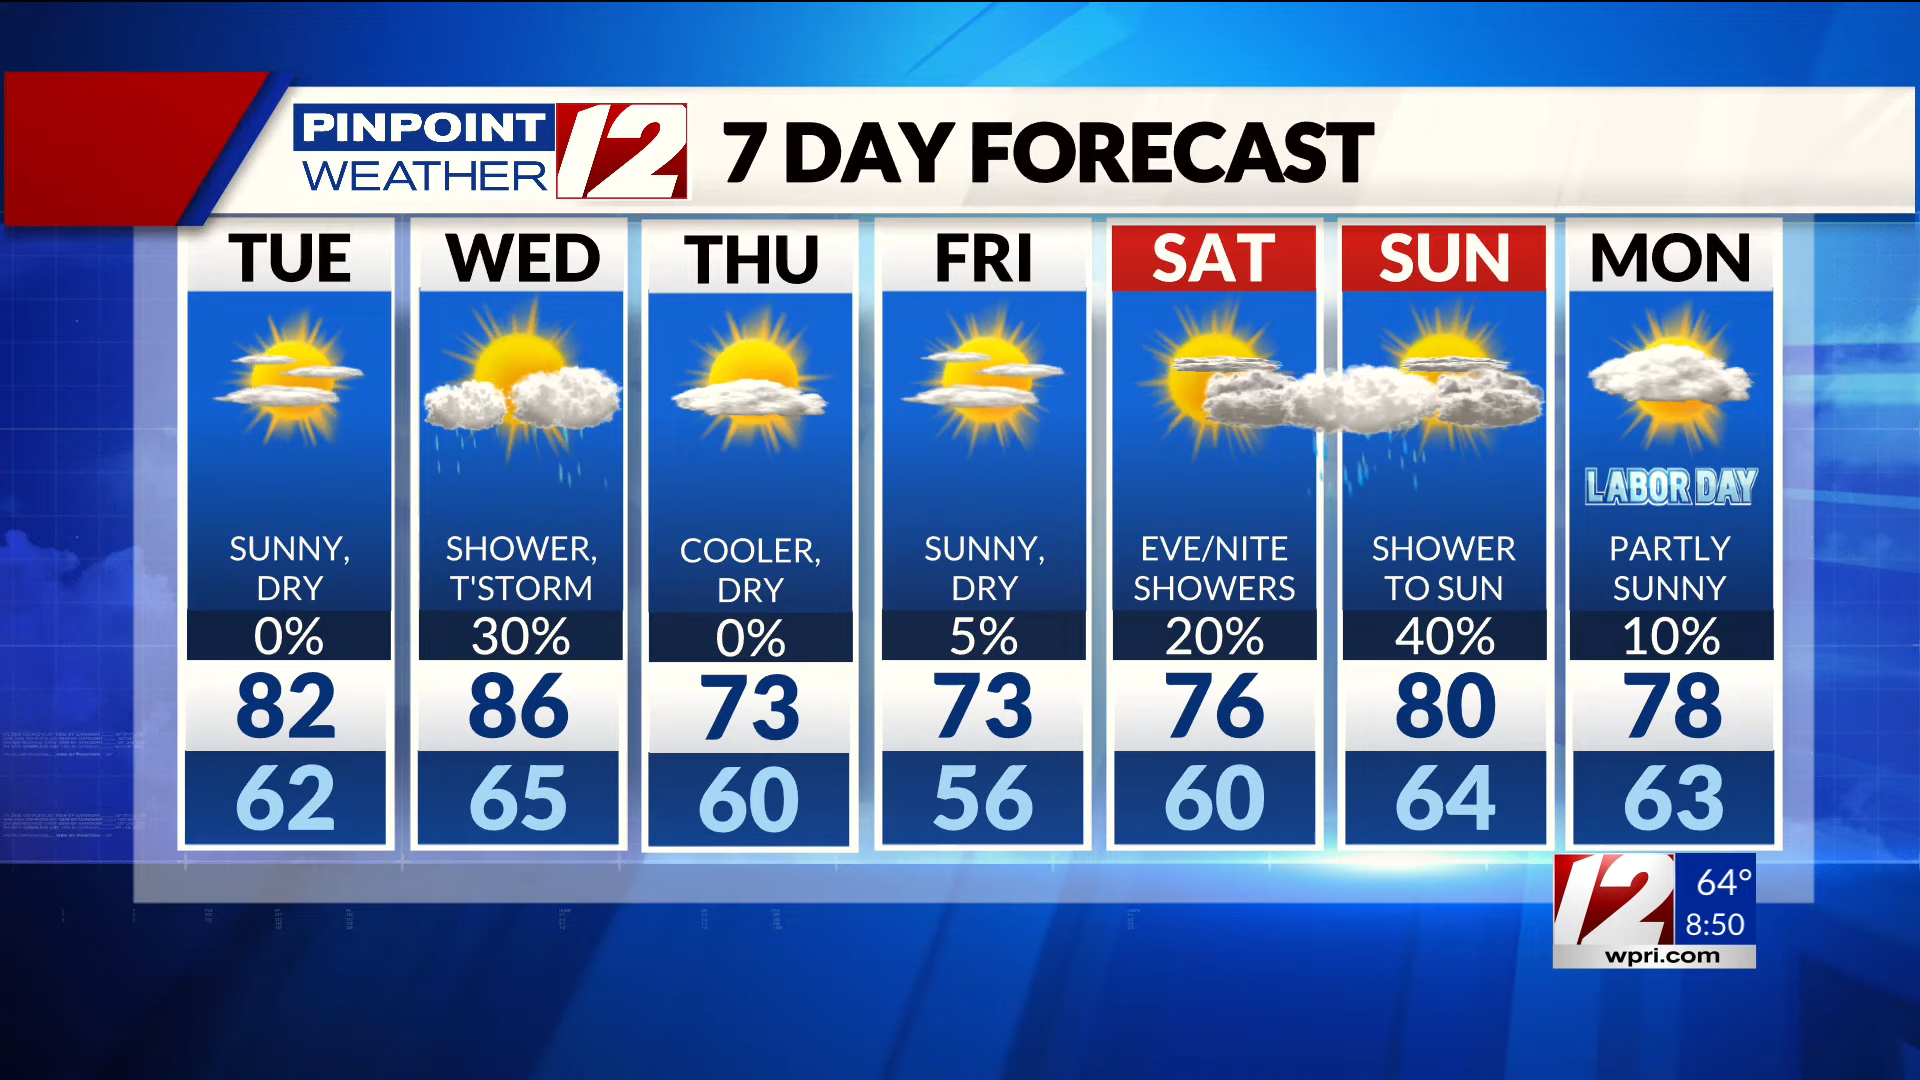 PINPOINT
WEATHER
12
7 DAY FORECAST
TUE
SUNNY,
DRY
0%
82
62
WED
SHOWER,
T'STORM
30%
86
65
THU
COOLER,
DRY
0%
73
60
FRI
SUNNY,
DRY
5%
73
56
SAT
EVE/NITE
SHOWERS
20%
76
60
SUN
SHOWER
TO SUN
40%
80
64
MON
LABOR DAY
PARTLY
SUNNY
10%
78
63
12
64°
8:50
wpri.com